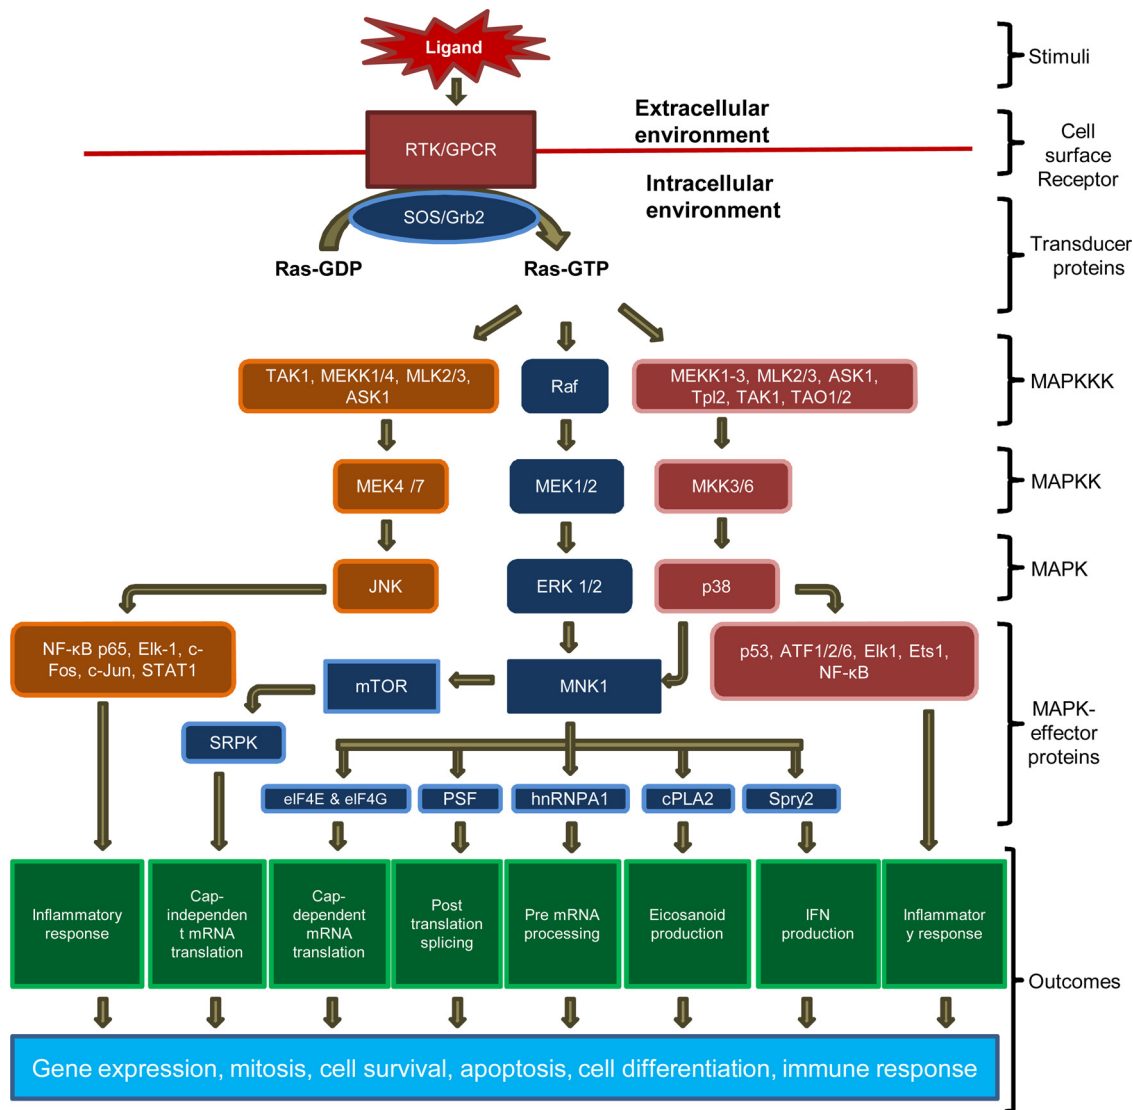 Ligand
Stimuli
Extracellular
environment
RTK/GPCR
Cell
surface
Receptor
Intracellular
environment
SOS/Grb2
Transducer
proteins
Ras-GDP
Ras-GTP
TAK1, MEKK1/4, MLK2/3,
ASK1
Raf
MEKK1-3, MLK2/3, ASK1,
Tpl2, TAK1, TAO1/2
MAPKKK
MEK4 /7
MEK1/2
MKK3/6
MAPKK
JNK
ERK 1/2
p38
MAPK
NF-κB p65, Elk-1, c-
Fos, c-Jun, STAT1
mTOR
MNK1
p53, ATF1/2/6, Elk1, Ets1,
NF-κB
SRPK
MAPK-
effector
proteins
eIF4E & eIF4G
PSF
hnRNPA1
cPLA2
Spry2
Inflammatory
response
Cap-
independen
t mRNA
translation
Cap-
dependent
mRNA
translation
Post
translation
splicing
Pre mRNA
processing
Eicosanoid
production
IFN
production
Inflammator
y response
Outcomes
Gene expression, mitosis, cell survival, apoptosis, cell differentiation, immune response